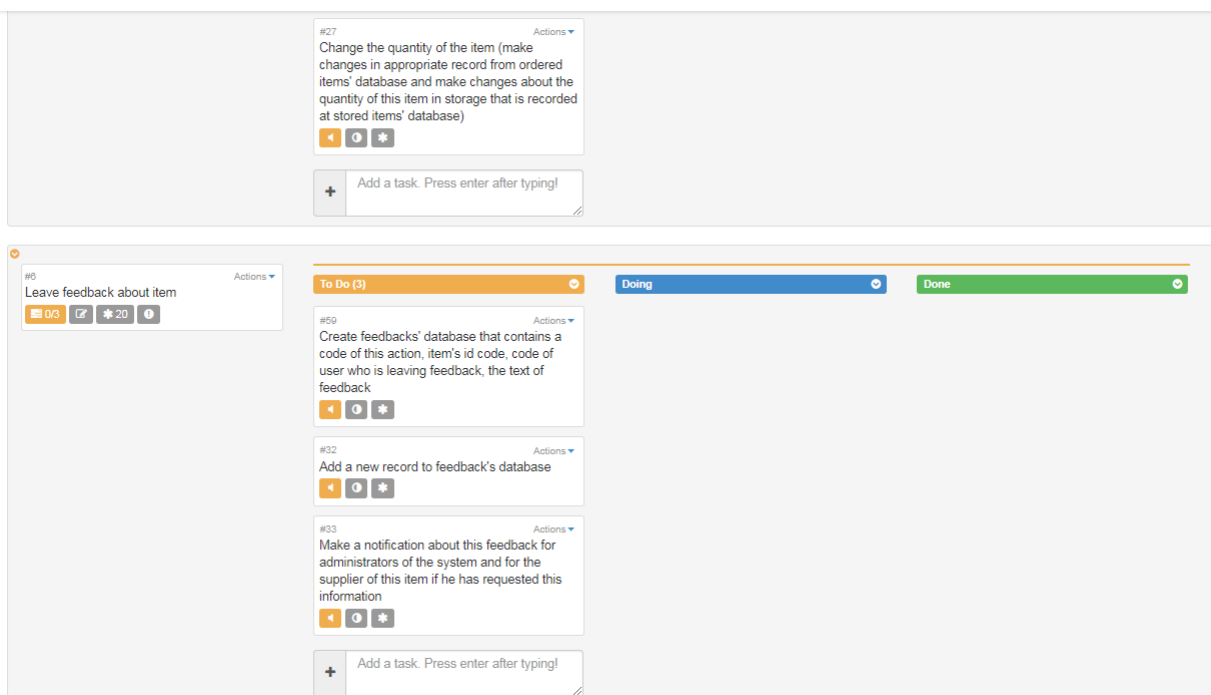 #27 Actions
Change the quantity of the item (make
changes in appropriate record from ordered
items' database and make changes about the
quantity of this item in storage that is recorded
at stored items' database)
+ Add a task. Press enter after typing!
#6 Actions
Leave feedback about item
0/3 20
To Do (3) Doing Done
#59 Actions
Create feedbacks' database that contains a
code of this action, item's id code, code of
user who is leaving feedback, the text of
feedback
#32 Actions
Add a new record to feedback's database
#33 Actions
Make a notification about this feedback for
administrators of the system and for the
supplier of this item if he has requested this
information
+ Add a task. Press enter after typing!